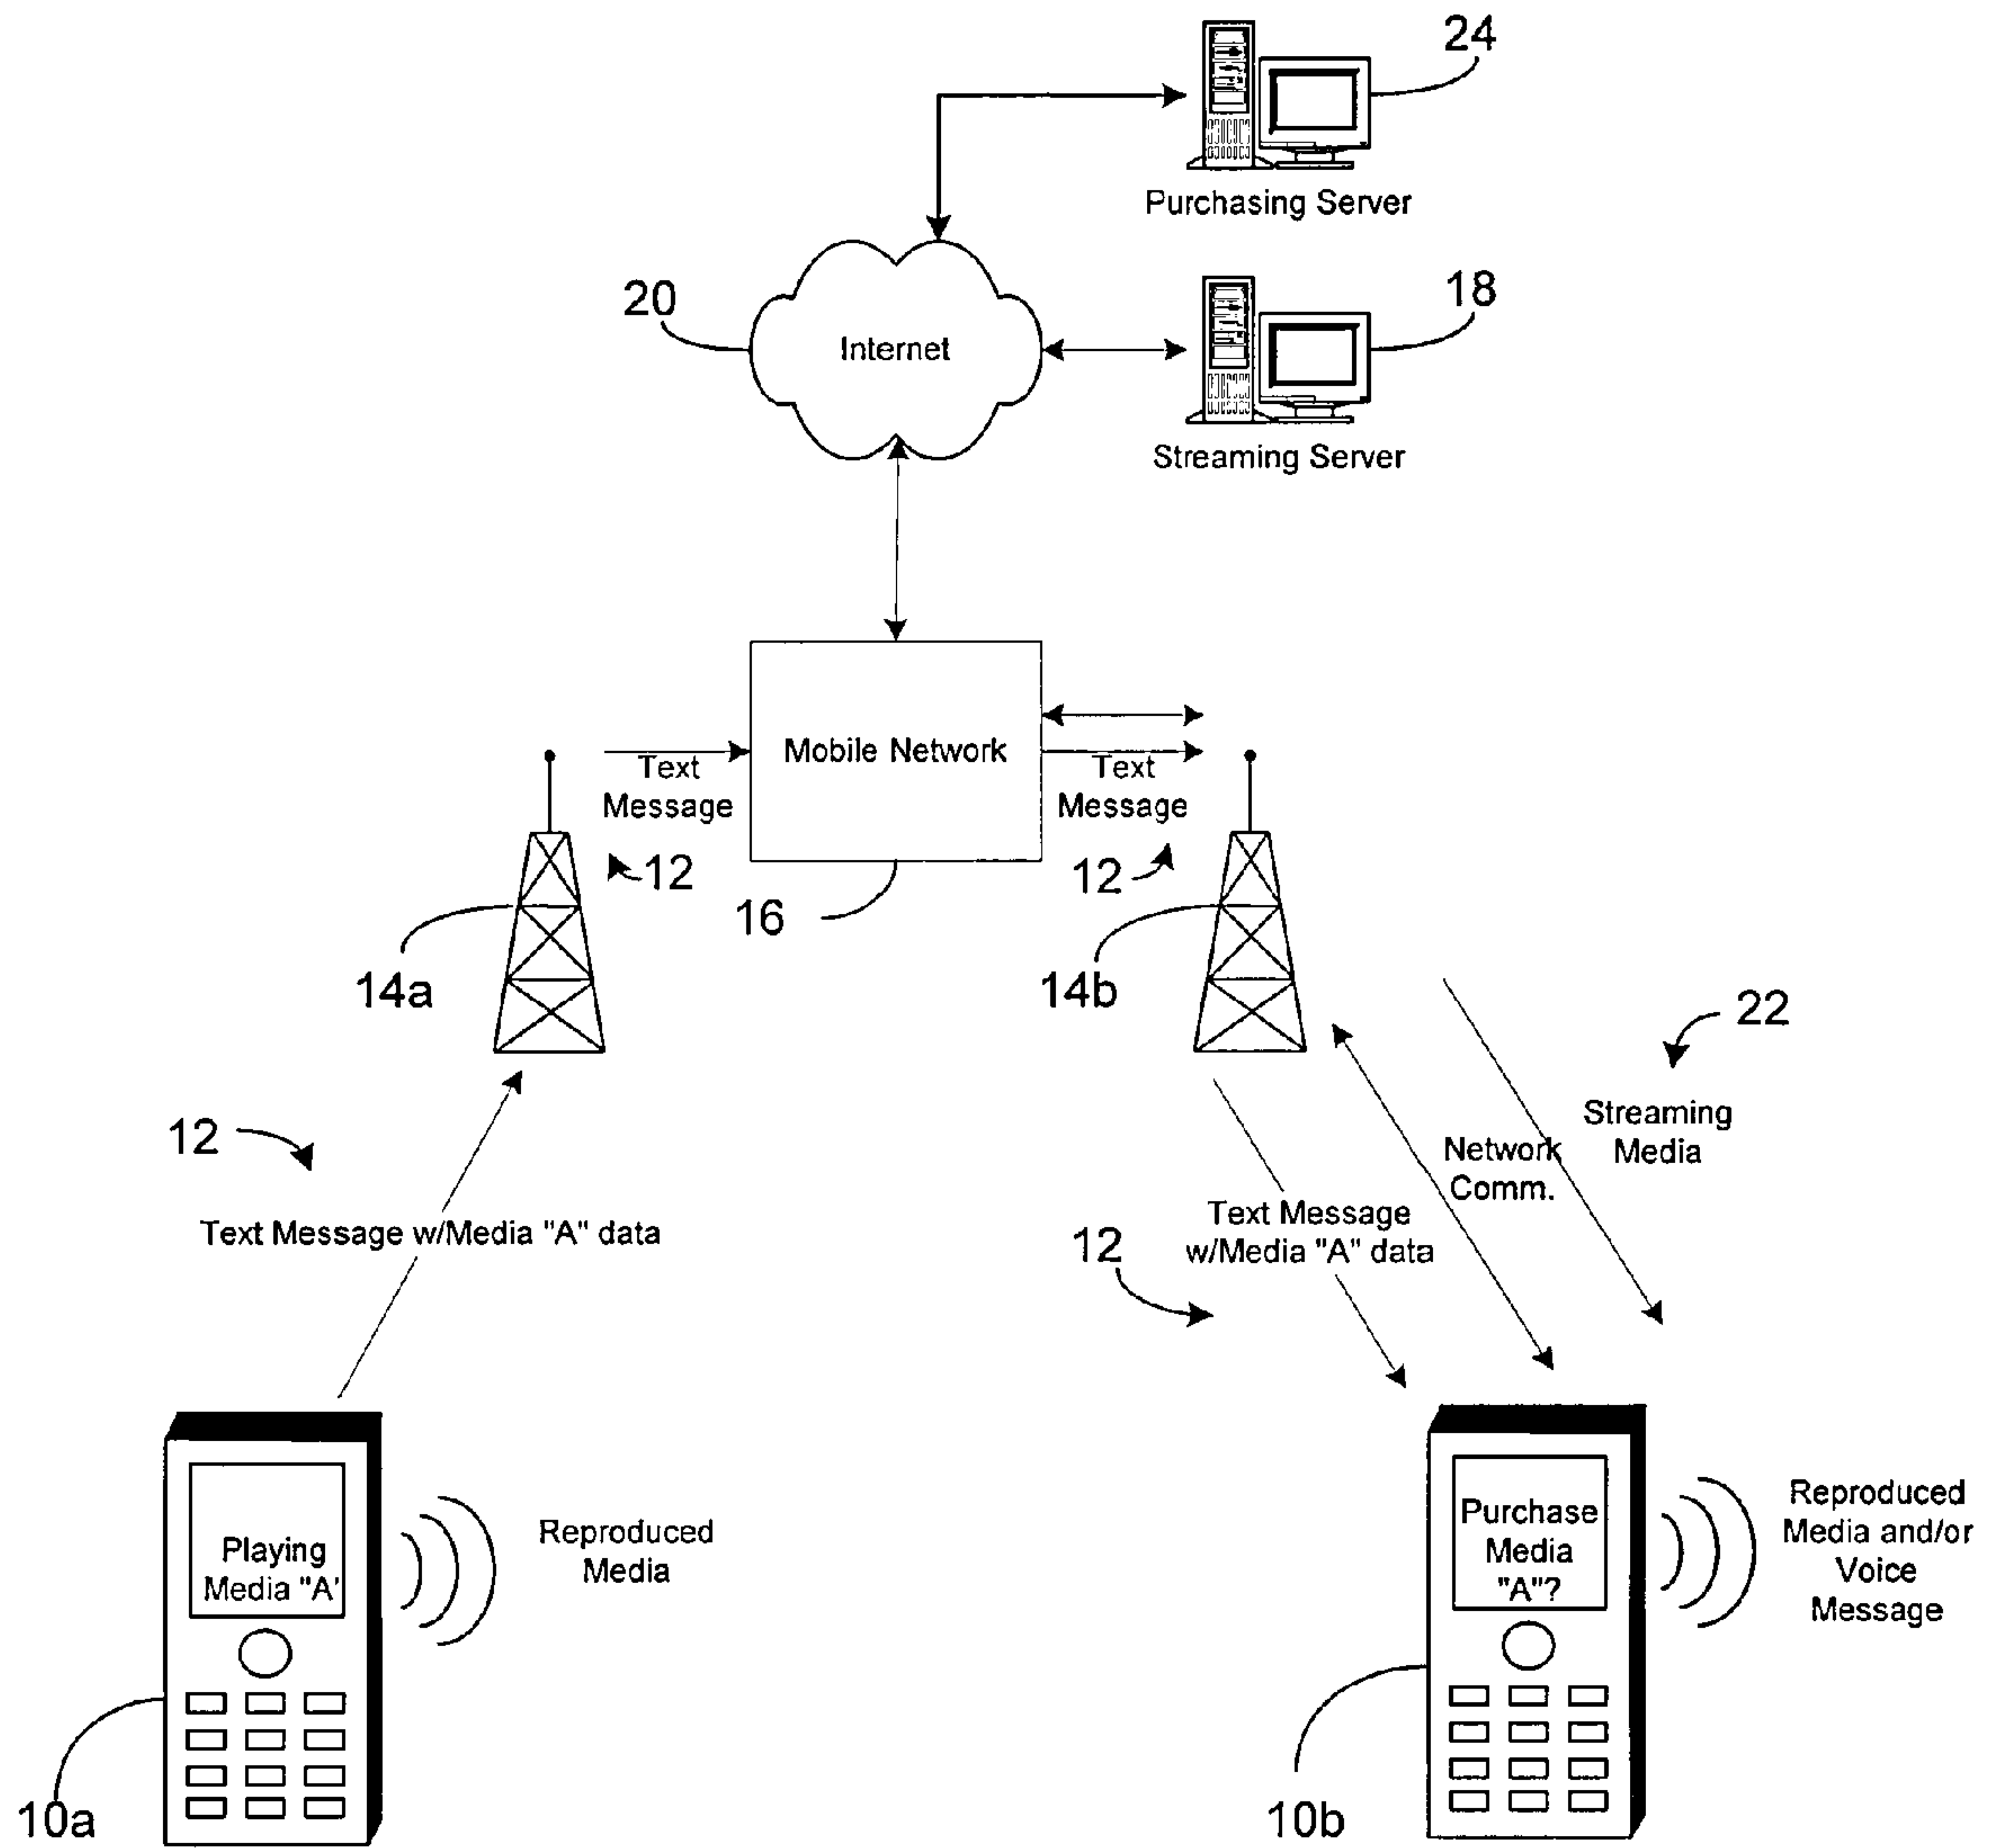 24
Purchasing Server
20
Internet
18
Streaming Server
Mobile Network
Text
Message
Text
Message
12
12
16
14a
14b
22
Streaming
Media
12
Network
Comm.
Text Message w/Media "A" data
Text Message
w/Media "A" data
12
Playing
Media "A'
Reproduced
Media
Purchase
Media
"A"?
Reproduced
Media and/or
Voice
Message
10a
10b